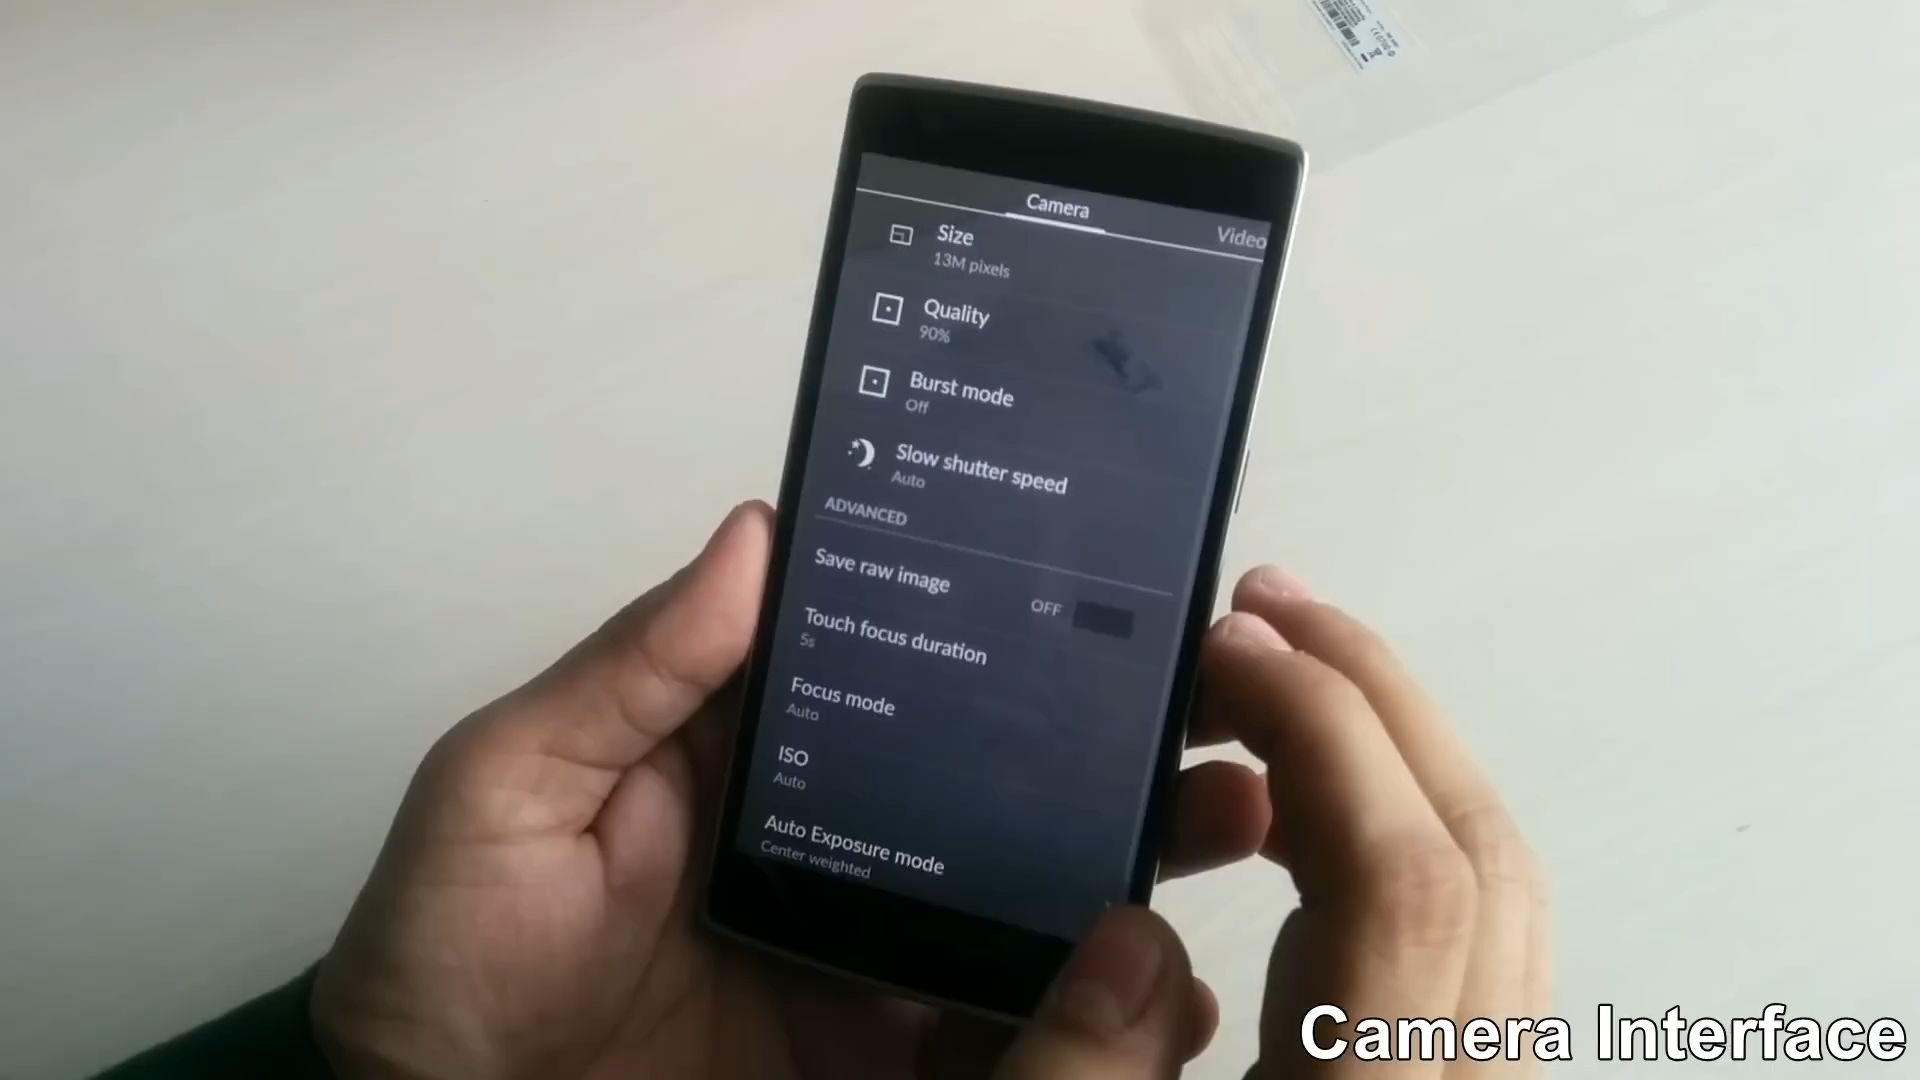 Camera
Video
Size
13M pixels
Quality
90%
Burst mode
Off
Slow shutter speed
Auto
ADVANCED
Save raw image
OFF
Touch focus duration
5s
Focus mode
Auto
ISO
Auto
Auto Exposure mode
Center weighted
Camera Interface